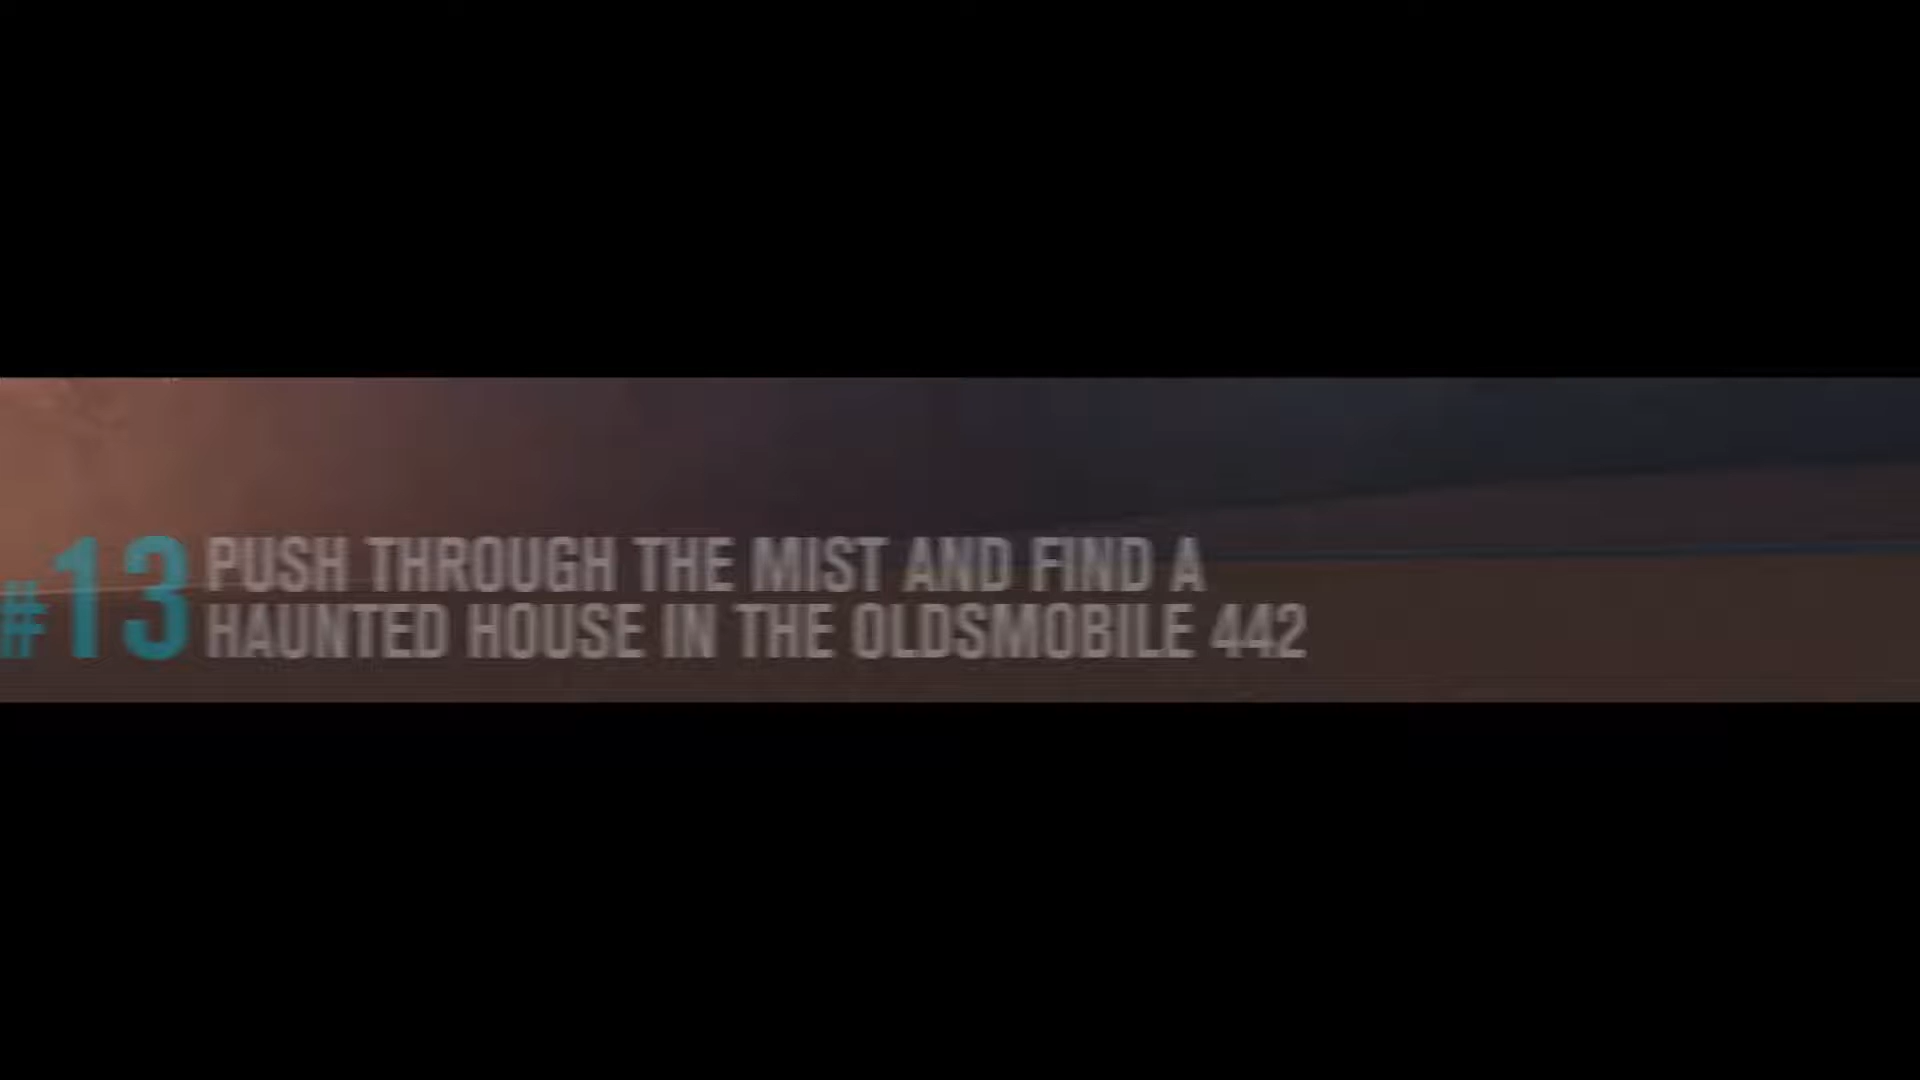 #13 PUSH THROUGH THE MIST AND FIND A
HAUNTED HOUSE IN THE OLDSMOBILE 442